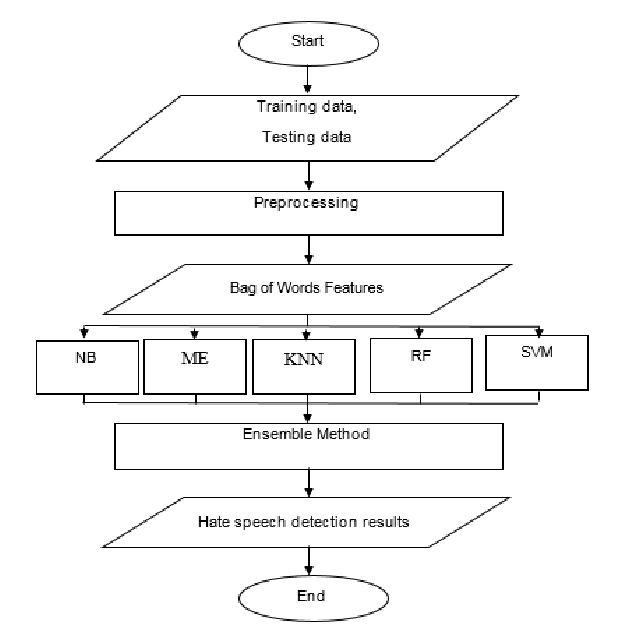 Start
Training data,
Testing data
Preprocessing
Bag of Words Features
NB
ME
KNN
RF
SVM
Ensemble Method
Hate speech detection results
End